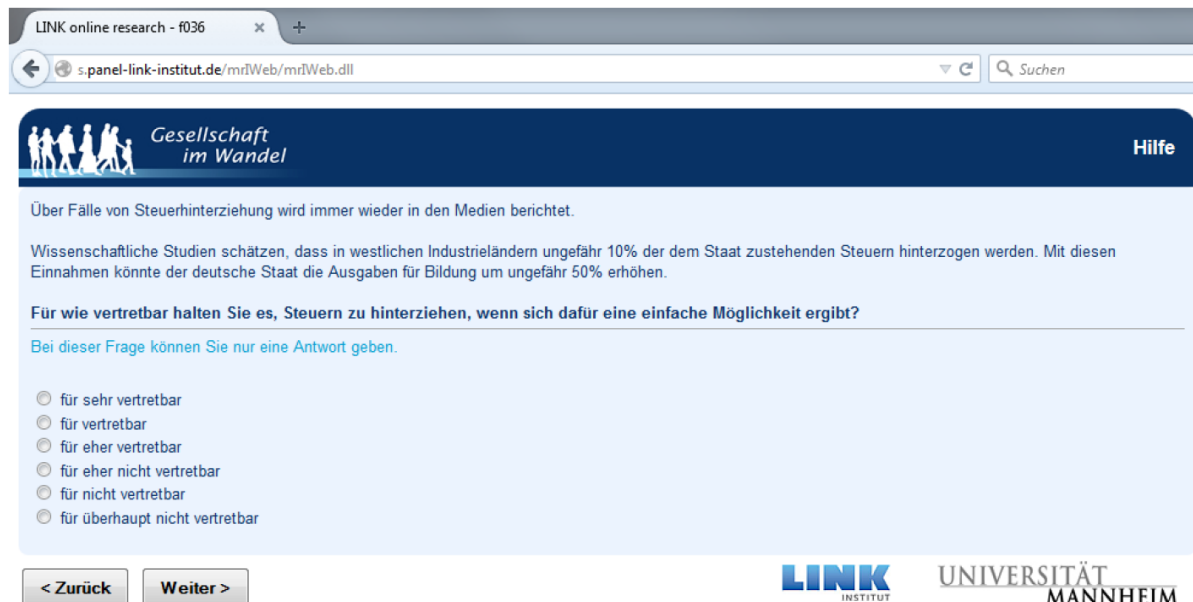 LINK online research - f036
s.panel-link-institut.de/mrIWeb/mrIWeb.dll
Suchen
Gesellschaft
im Wandel
Hilfe
Über Fälle von Steuerhinterziehung wird immer wieder in den Medien berichtet.
Wissenschaftliche Studien schätzen, dass in westlichen Industrieländern ungefähr 10% der dem Staat zustehenden Steuern hinterzogen werden. Mit diesen
Einnahmen könnte der deutsche Staat die Ausgaben für Bildung um ungefähr 50% erhöhen.
Für wie vertretbar halten Sie es, Steuern zu hinterziehen, wenn sich dafür eine einfache Möglichkeit ergibt?
Bei dieser Frage können Sie nur eine Antwort geben.
für sehr vertretbar
für vertretbar
für eher vertretbar
für eher nicht vertretbar
für nicht vertretbar
für überhaupt nicht vertretbar
< Zurück
Weiter >
LINK
INSTITUT
UNIVERSITÄT
MANNHEIM